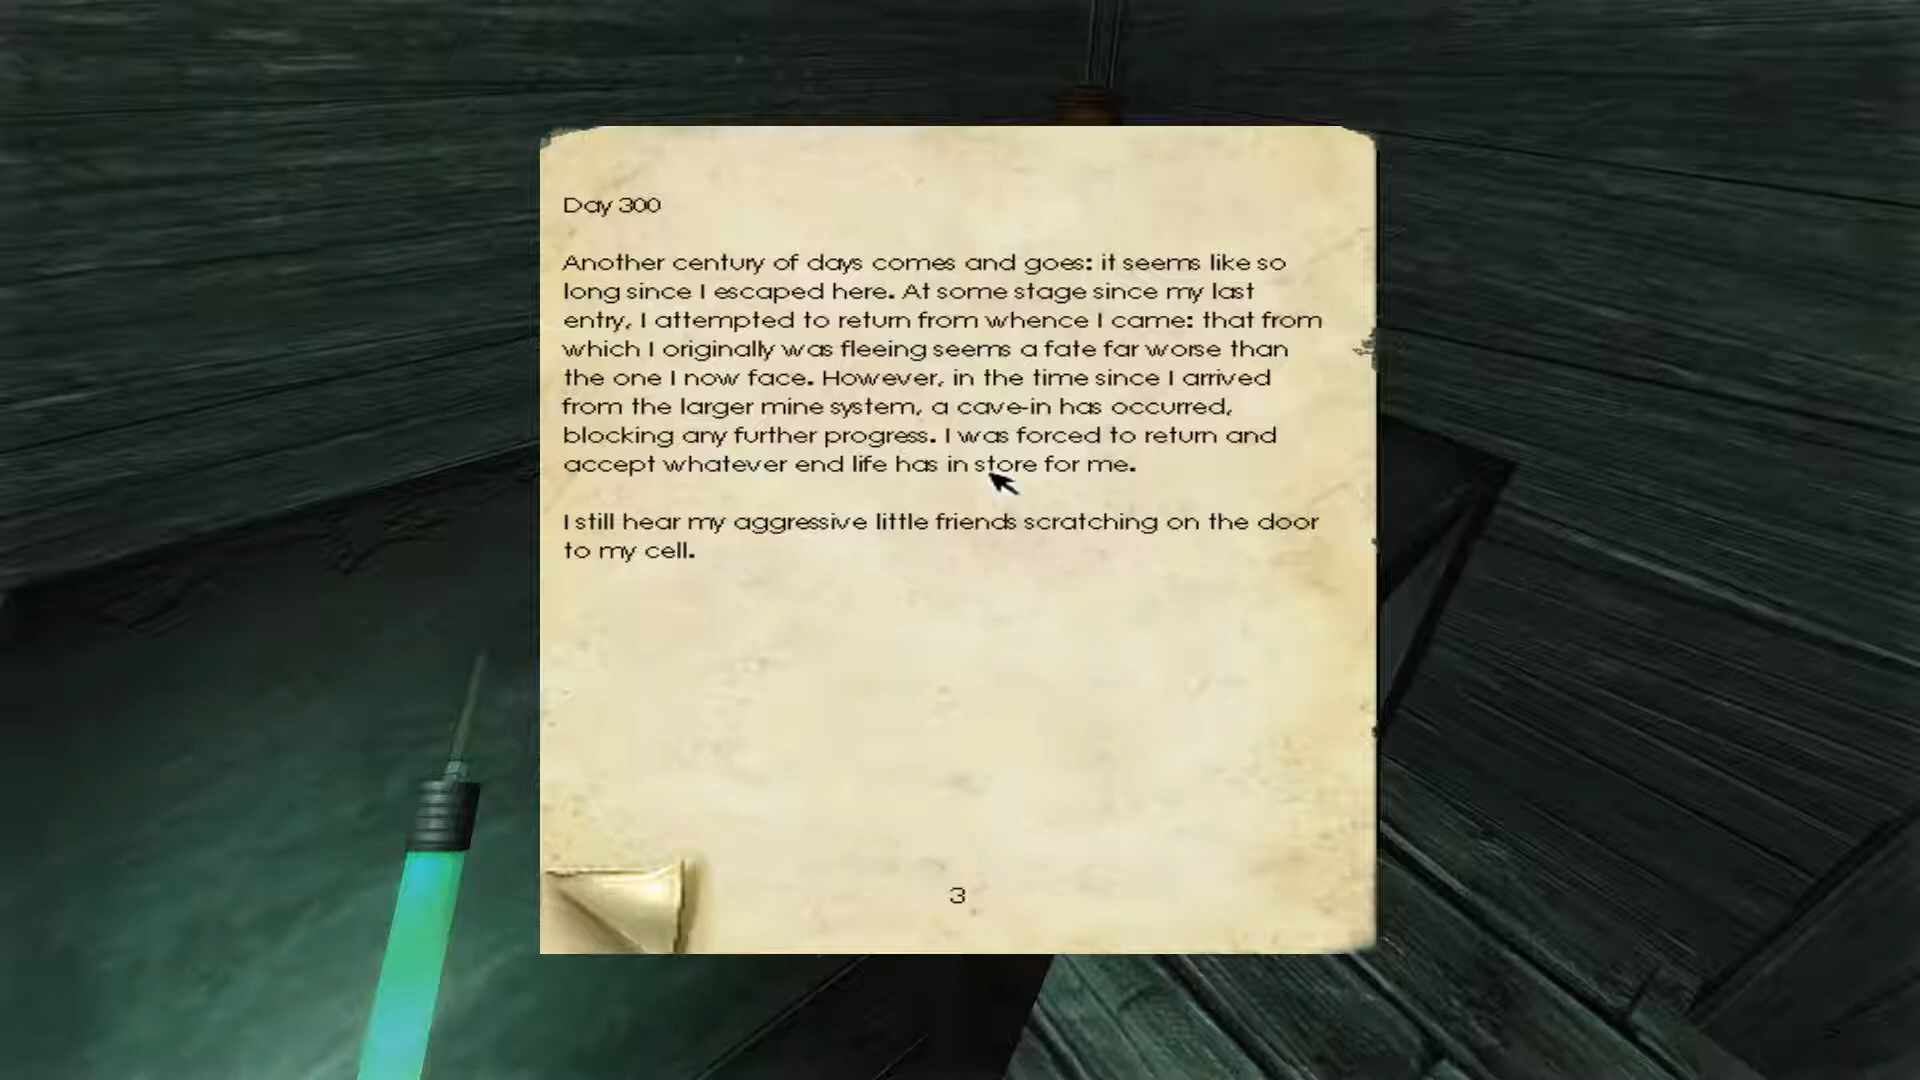 Day 300
Another century of days comes and goes: it seems like so
long since I escaped here. At some stage since my last
entry, I attempted to return from whence I came: that from
which I originally was fleeing seems a fate far worse than
the one I now face. However, in the time since I arrived
from the larger mine system, a cave-in has occurred,
blocking any further progress. I was forced to return and
accept whatever end life has in store for me.
I still hear my aggressive little friends scratching on the door
to my cell.
3